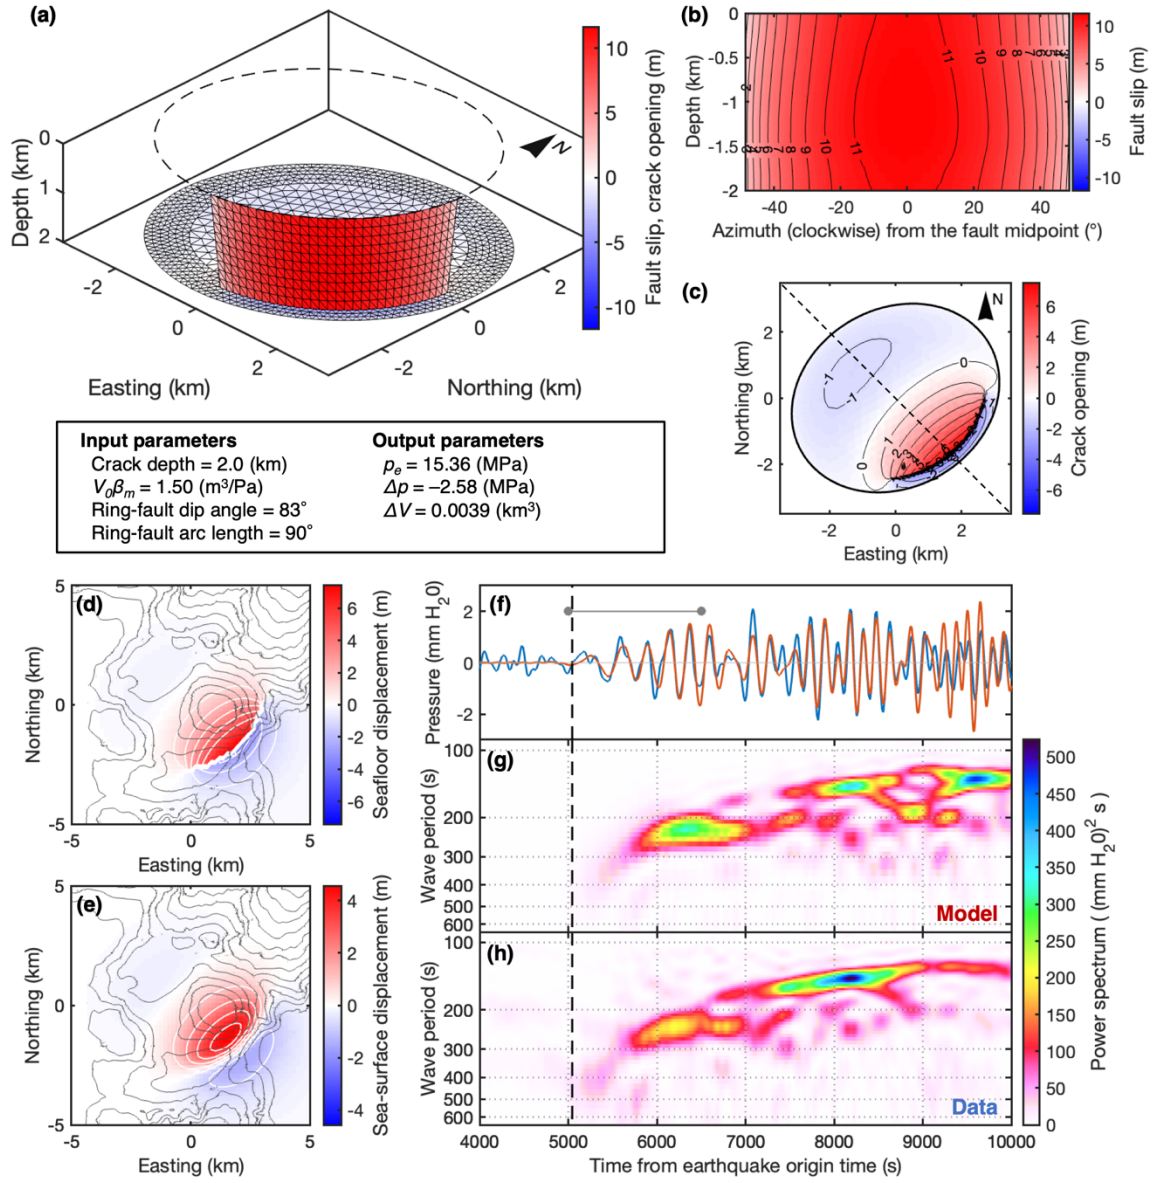 (a)
Depth (km)
0
1
2
-2
0
2
Easting (km)
-2
0
2
Northing (km)
N
10
5
0
-5
-10
Fault slip, crack opening (m)
(b)
Depth (km)
0
-0.5
-1
-1.5
-2
-40 -20 0 20 40
Azimuth (clockwise) from the fault midpoint (°)
11 10 9 8 7 6
8 9 10 11
10
5
0
-5
-10
Fault slip (m)
(c)
N
Northing (km)
2
0
-2
-2 0 2
Easting (km)
0
-1
-1
0 1 2
6
4
2
0
-2
-4
-6
Crack opening (m)
Input parameters
Crack depth = 2.0 (km)
V₀βₘ = 1.50 (m³/Pa)
Ring-fault dip angle = 83°
Ring-fault arc length = 90°
Output parameters
pₑ = 15.36 (MPa)
Δp = −2.58 (MPa)
ΔV = 0.0039 (km³)
(d)
Northing (km)
5
0
-5
Easting (km)
5
6
4
2
0
-2
-4
-6
Seafloor displacement (m)
(e)
Northing (km)
5
0
-5
-5 0 5
Easting (km)
4
2
0
-2
-4
Sea-surface displacement (m)
(f)
Pressure (mm H₂0)
2
0
-2
(g)
Wave period (s)
100
200
300
400
500
600
Model
(h)
Wave period (s)
100
200
300
400
500
600
Data
4000 5000 6000 7000 8000 9000 10000
Time from earthquake origin time (s)
500
450
400
350
300
250
200
150
100
50
0
Power spectrum ( (mm H₂0)² s )